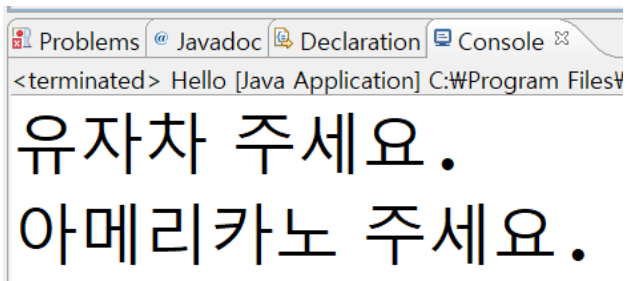 Problems @ Javadoc Declaration Console
<terminated> Hello [Java Application] C:₩Program Files₩
유자차 주세요.
아메리카노 주세요.